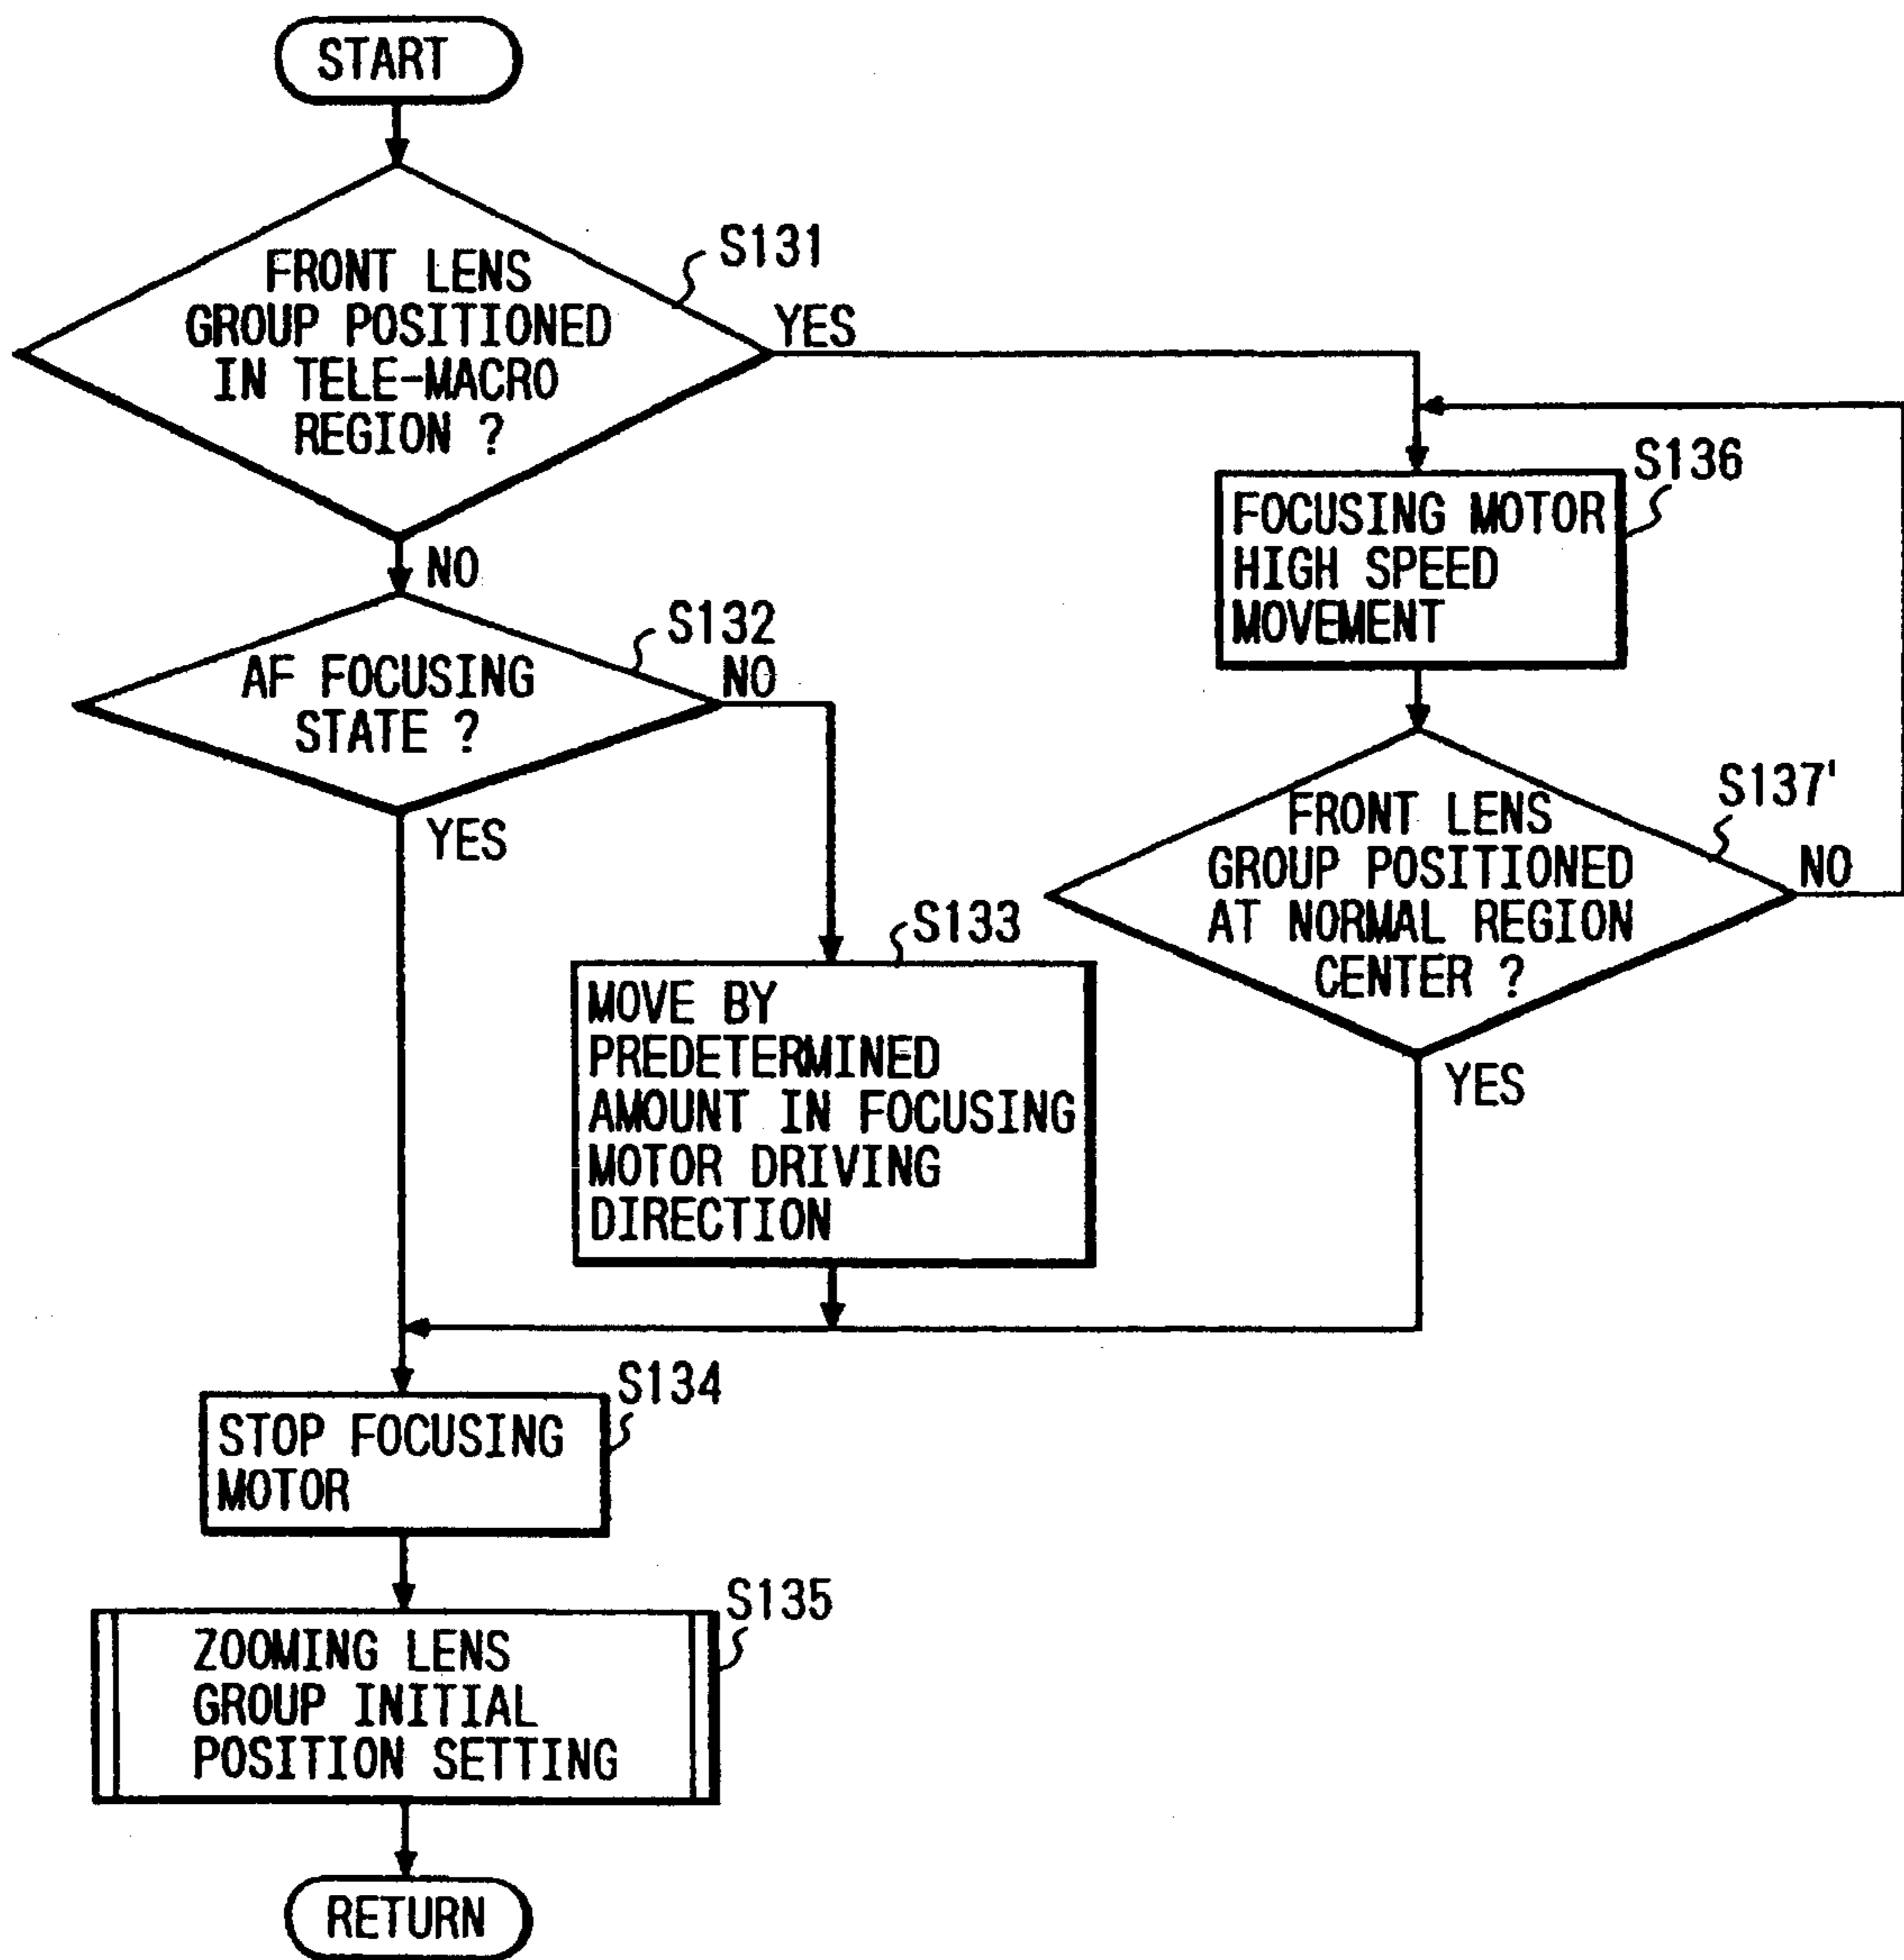 START
S131
FRONT LENS
GROUP POSITIONED
IN TELE-MACRO
REGION ?
YES
NO
S132
AF FOCUSING
STATE ?
NO
YES
S133
MOVE BY
PREDETERMINED
AMOUNT IN FOCUSING
MOTOR DRIVING
DIRECTION
S136
FOCUSING MOTOR
HIGH SPEED
MOVEMENT
S137'
FRONT LENS
GROUP POSITIONED
AT NORMAL REGION
CENTER ?
NO
YES
S134
STOP FOCUSING
MOTOR
S135
ZOOMING LENS
GROUP INITIAL
POSITION SETTING
RETURN